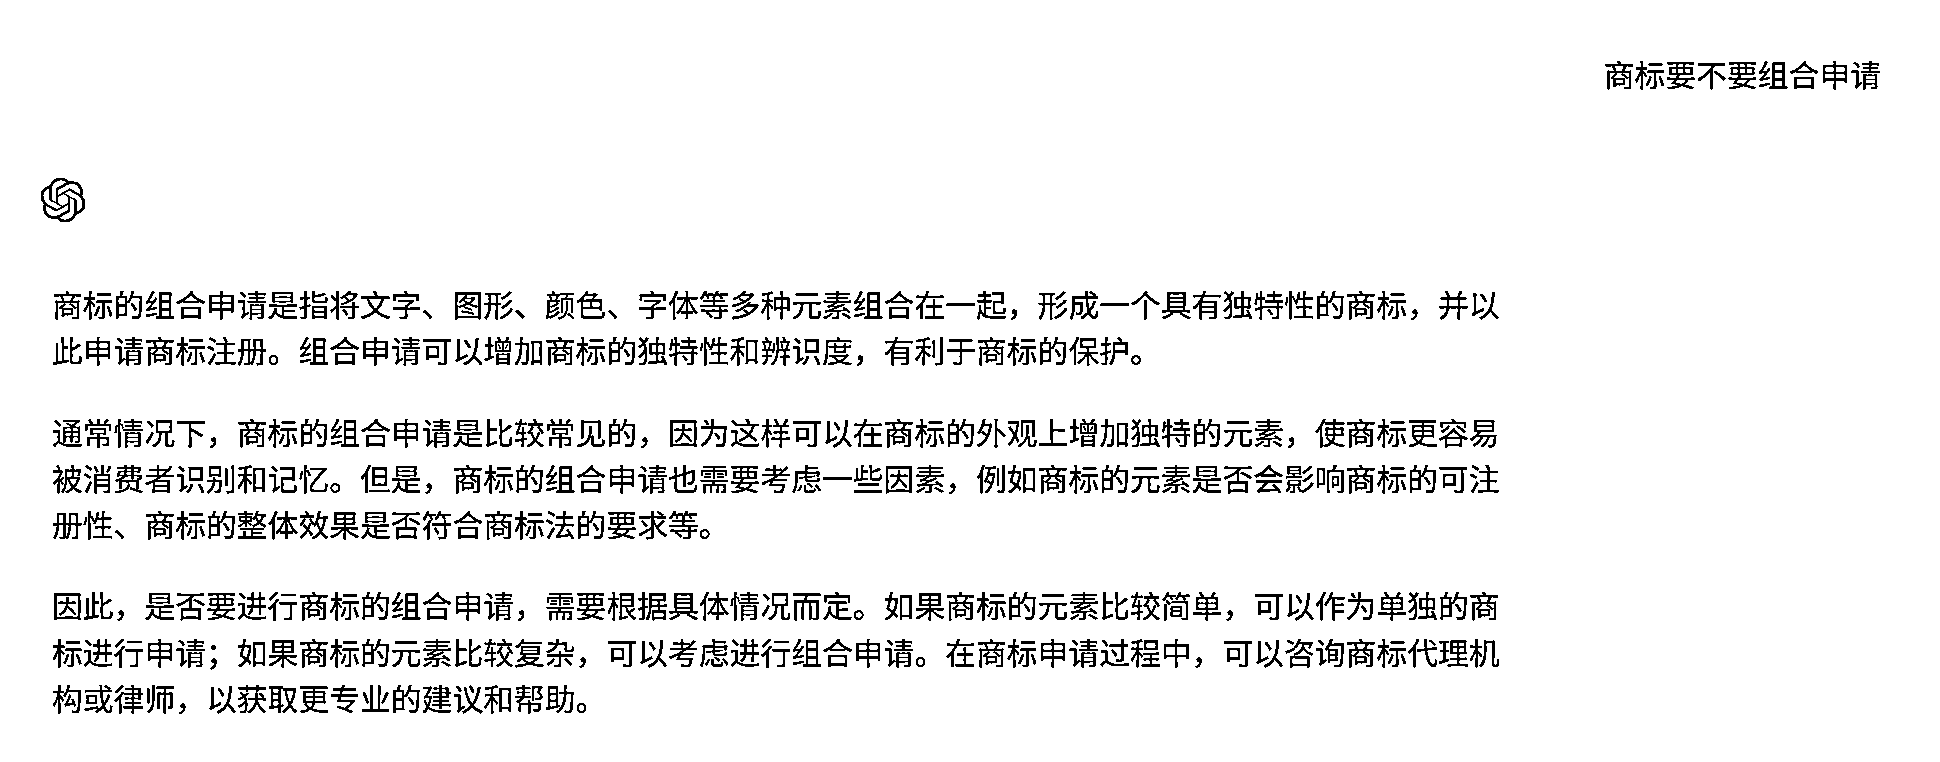 商标要不要组合申请
商标的组合申请是指将文字、图形、颜色、字体等多种元素组合在一起，形成一个具有独特性的商标，并以
此申请商标注册。组合申请可以增加商标的独特性和辨识度，有利于商标的保护。
通常情况下，商标的组合申请是比较常见的，因为这样可以在商标的外观上增加独特的元素，使商标更容易
被消费者识别和记忆。但是，商标的组合申请也需要考虑一些因素，例如商标的元素是否会影响商标的可注
册性、商标的整体效果是否符合商标法的要求等。
因此，是否要进行商标的组合申请，需要根据具体情况而定。如果商标的元素比较简单，可以作为单独的商
标进行申请；如果商标的元素比较复杂，可以考虑进行组合申请。在商标申请过程中，可以咨询商标代理机
构或律师，以获取更专业的建议和帮助。